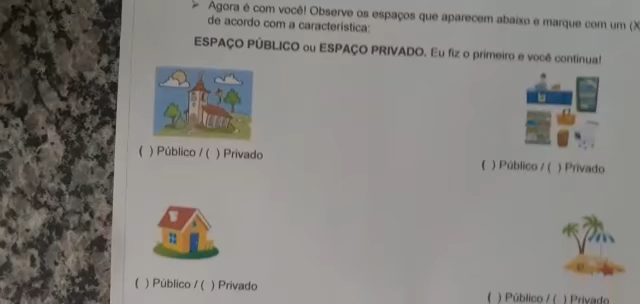 ➤ Agora é com você! Observe os espaços que aparecem abaixo e marque com um (X
de acordo com a característica:
ESPAÇO PÚBLICO ou ESPAÇO PRIVADO. Eu fiz o primeiro e você continua!
( ) Público / ( ) Privado
( ) Público / ( ) Privado
( ) Público / ( ) Privado
( ) Público / ( ) Privado